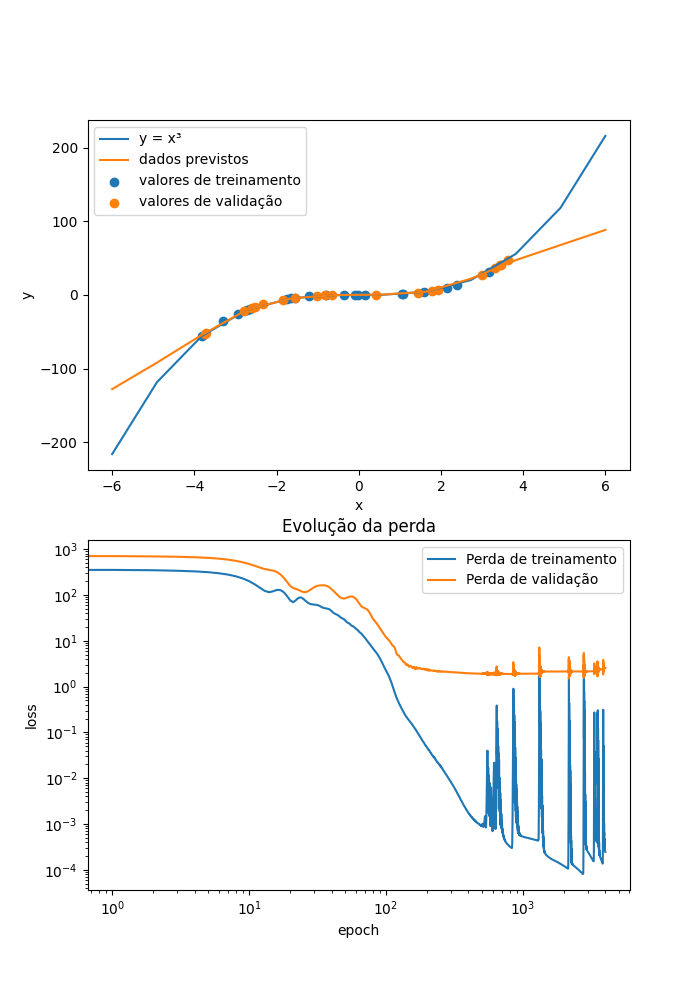 200
100
0
−100
−200
y
y = x³
dados previstos
valores de treinamento
valores de validação
−6 −4 −2 0 2 4 6
x
Evolução da perda
10³
10²
10¹
10⁰
10⁻¹
10⁻²
10⁻³
10⁻⁴
loss
Perda de treinamento
Perda de validação
10⁰ 10¹ 10² 10³
epoch